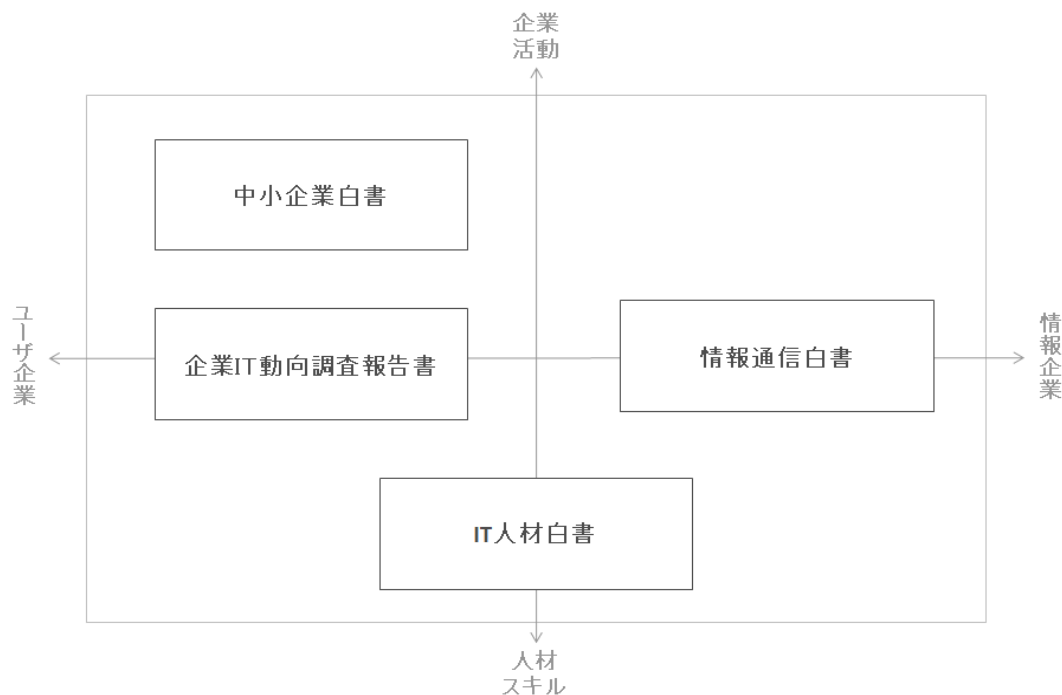 企業
活動
中小企業白書
ユーザ企業
企業IT動向調査報告書
情報通信白書
情報企業
IT人材白書
人材
スキル